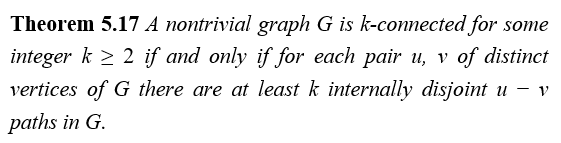 Theorem 5.17 A nontrivial graph G is k-connected for some
integer k ≥ 2 if and only if for each pair u, v of distinct
vertices of G there are at least k internally disjoint u − v
paths in G.